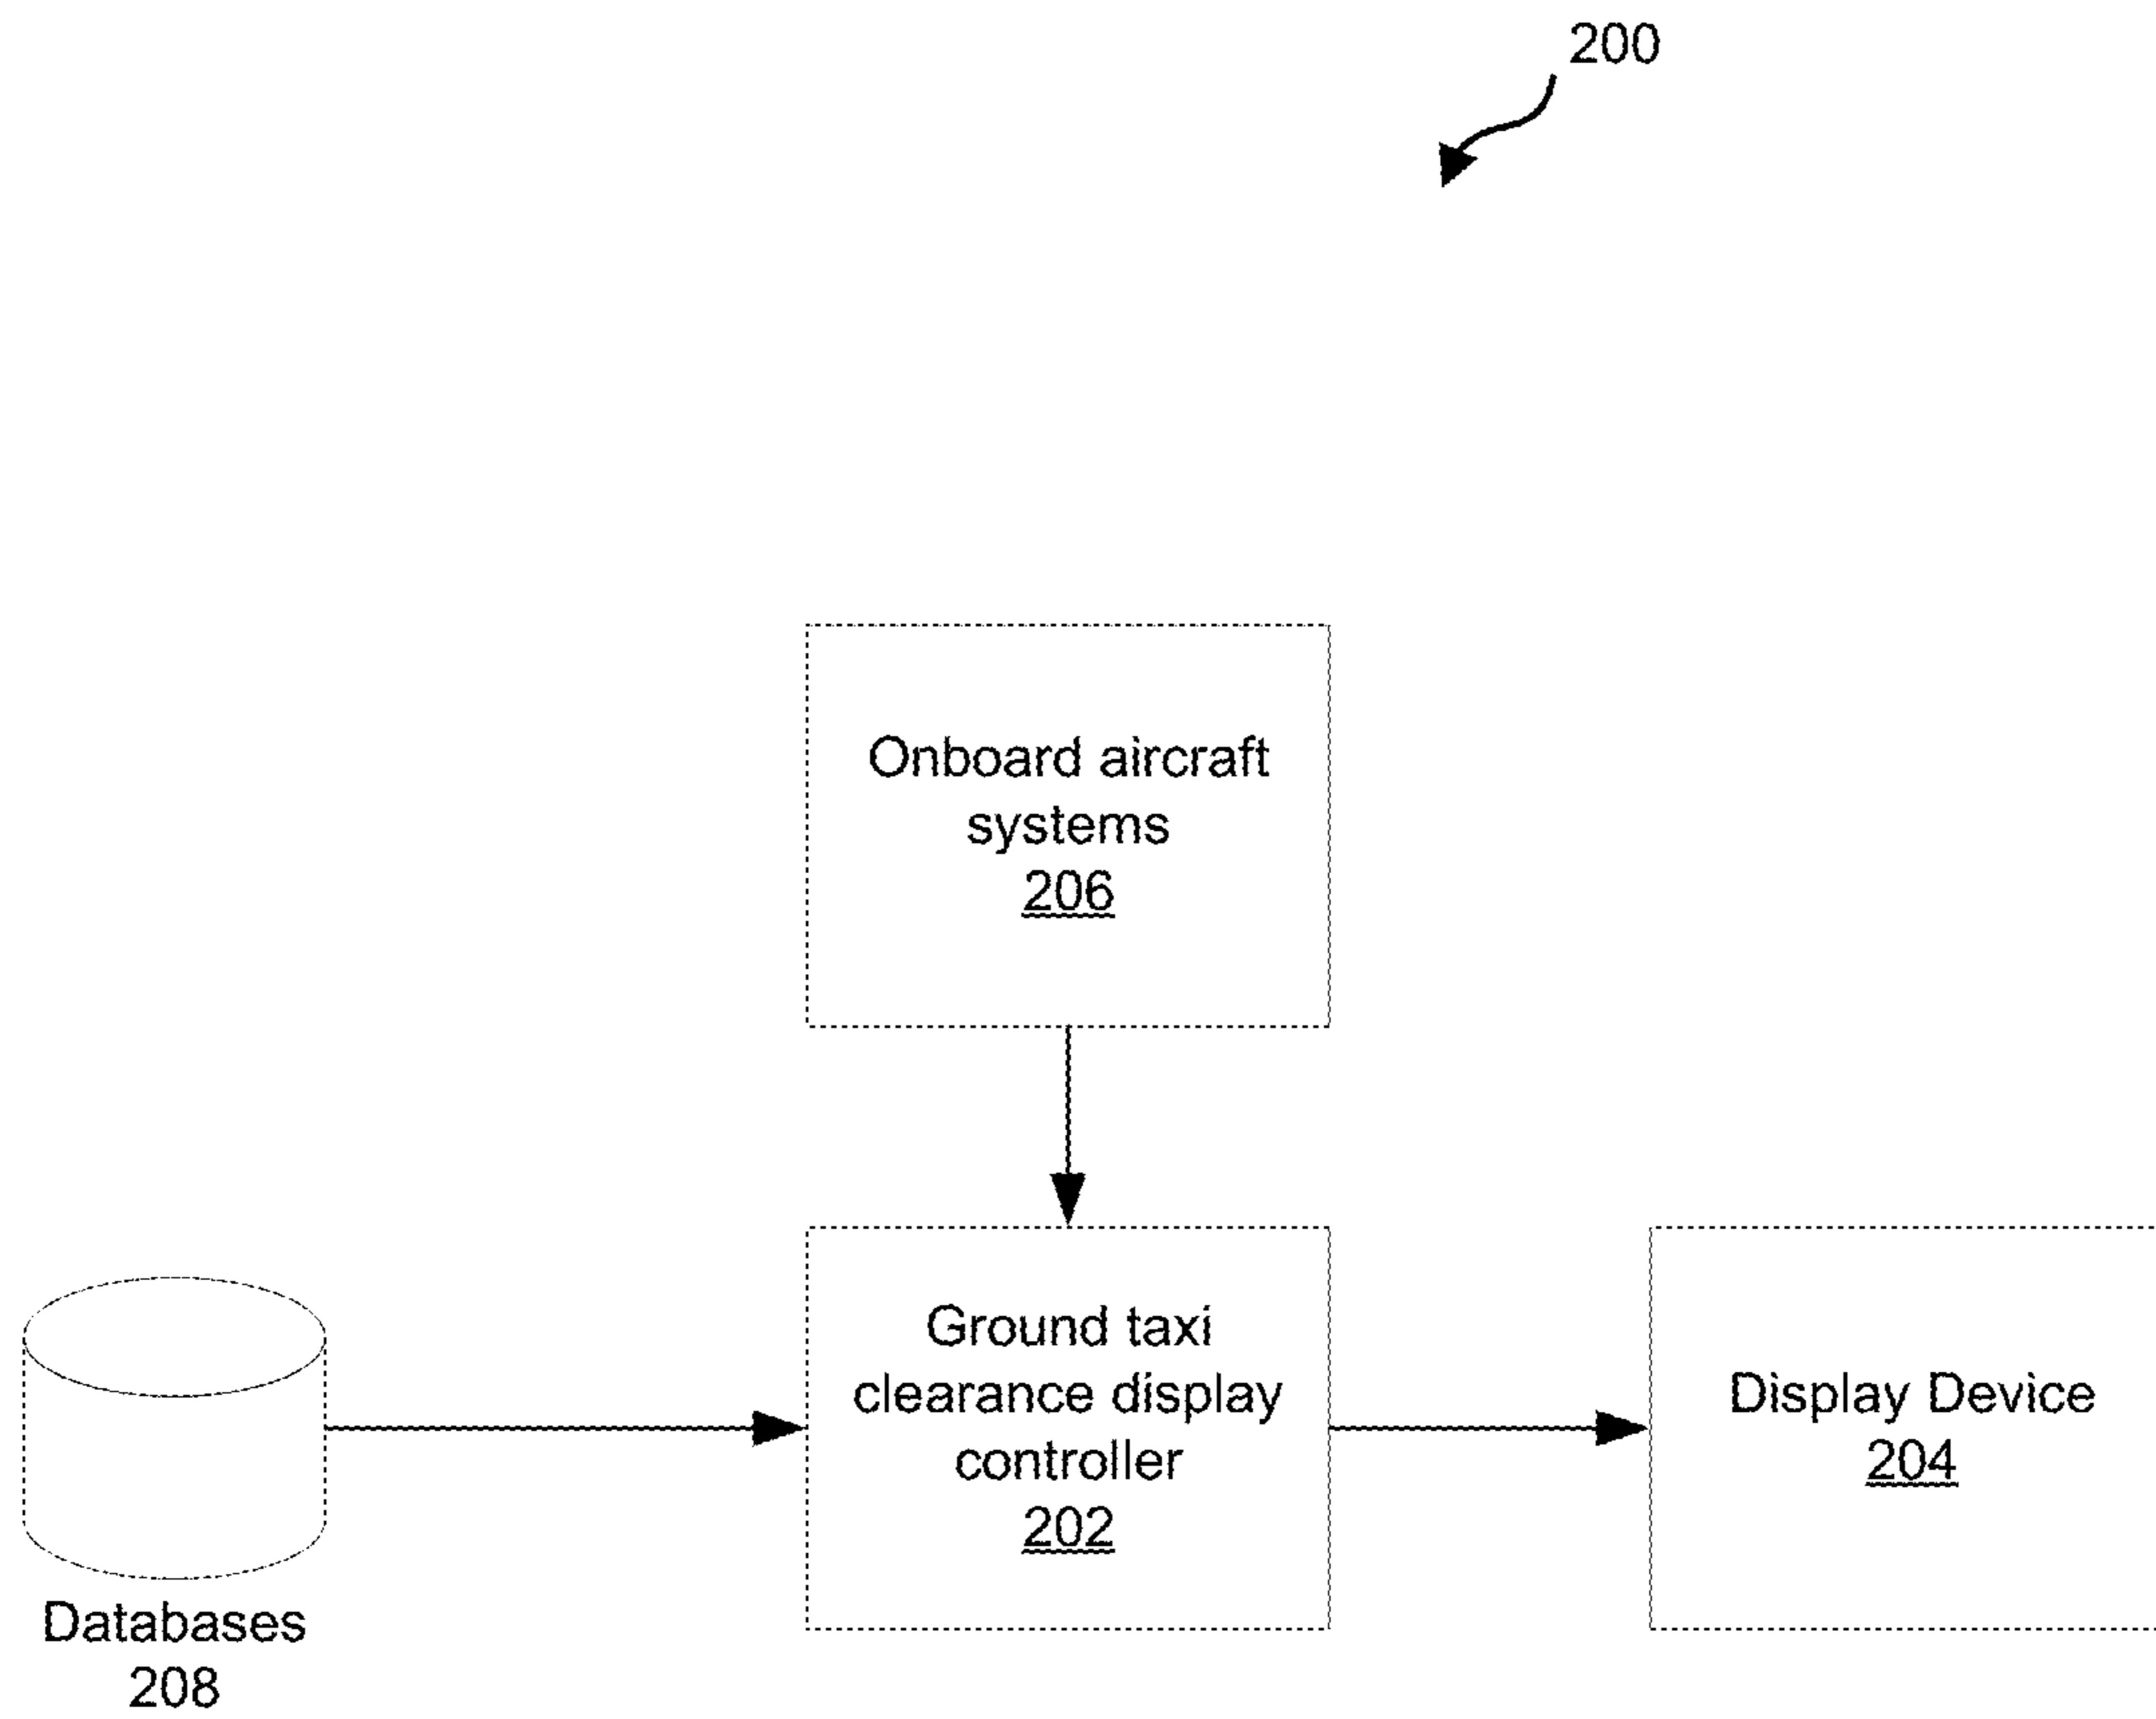 200
Onboard aircraft
systems
206
Ground taxi
clearance display
controller
202
Display Device
204
Databases
208